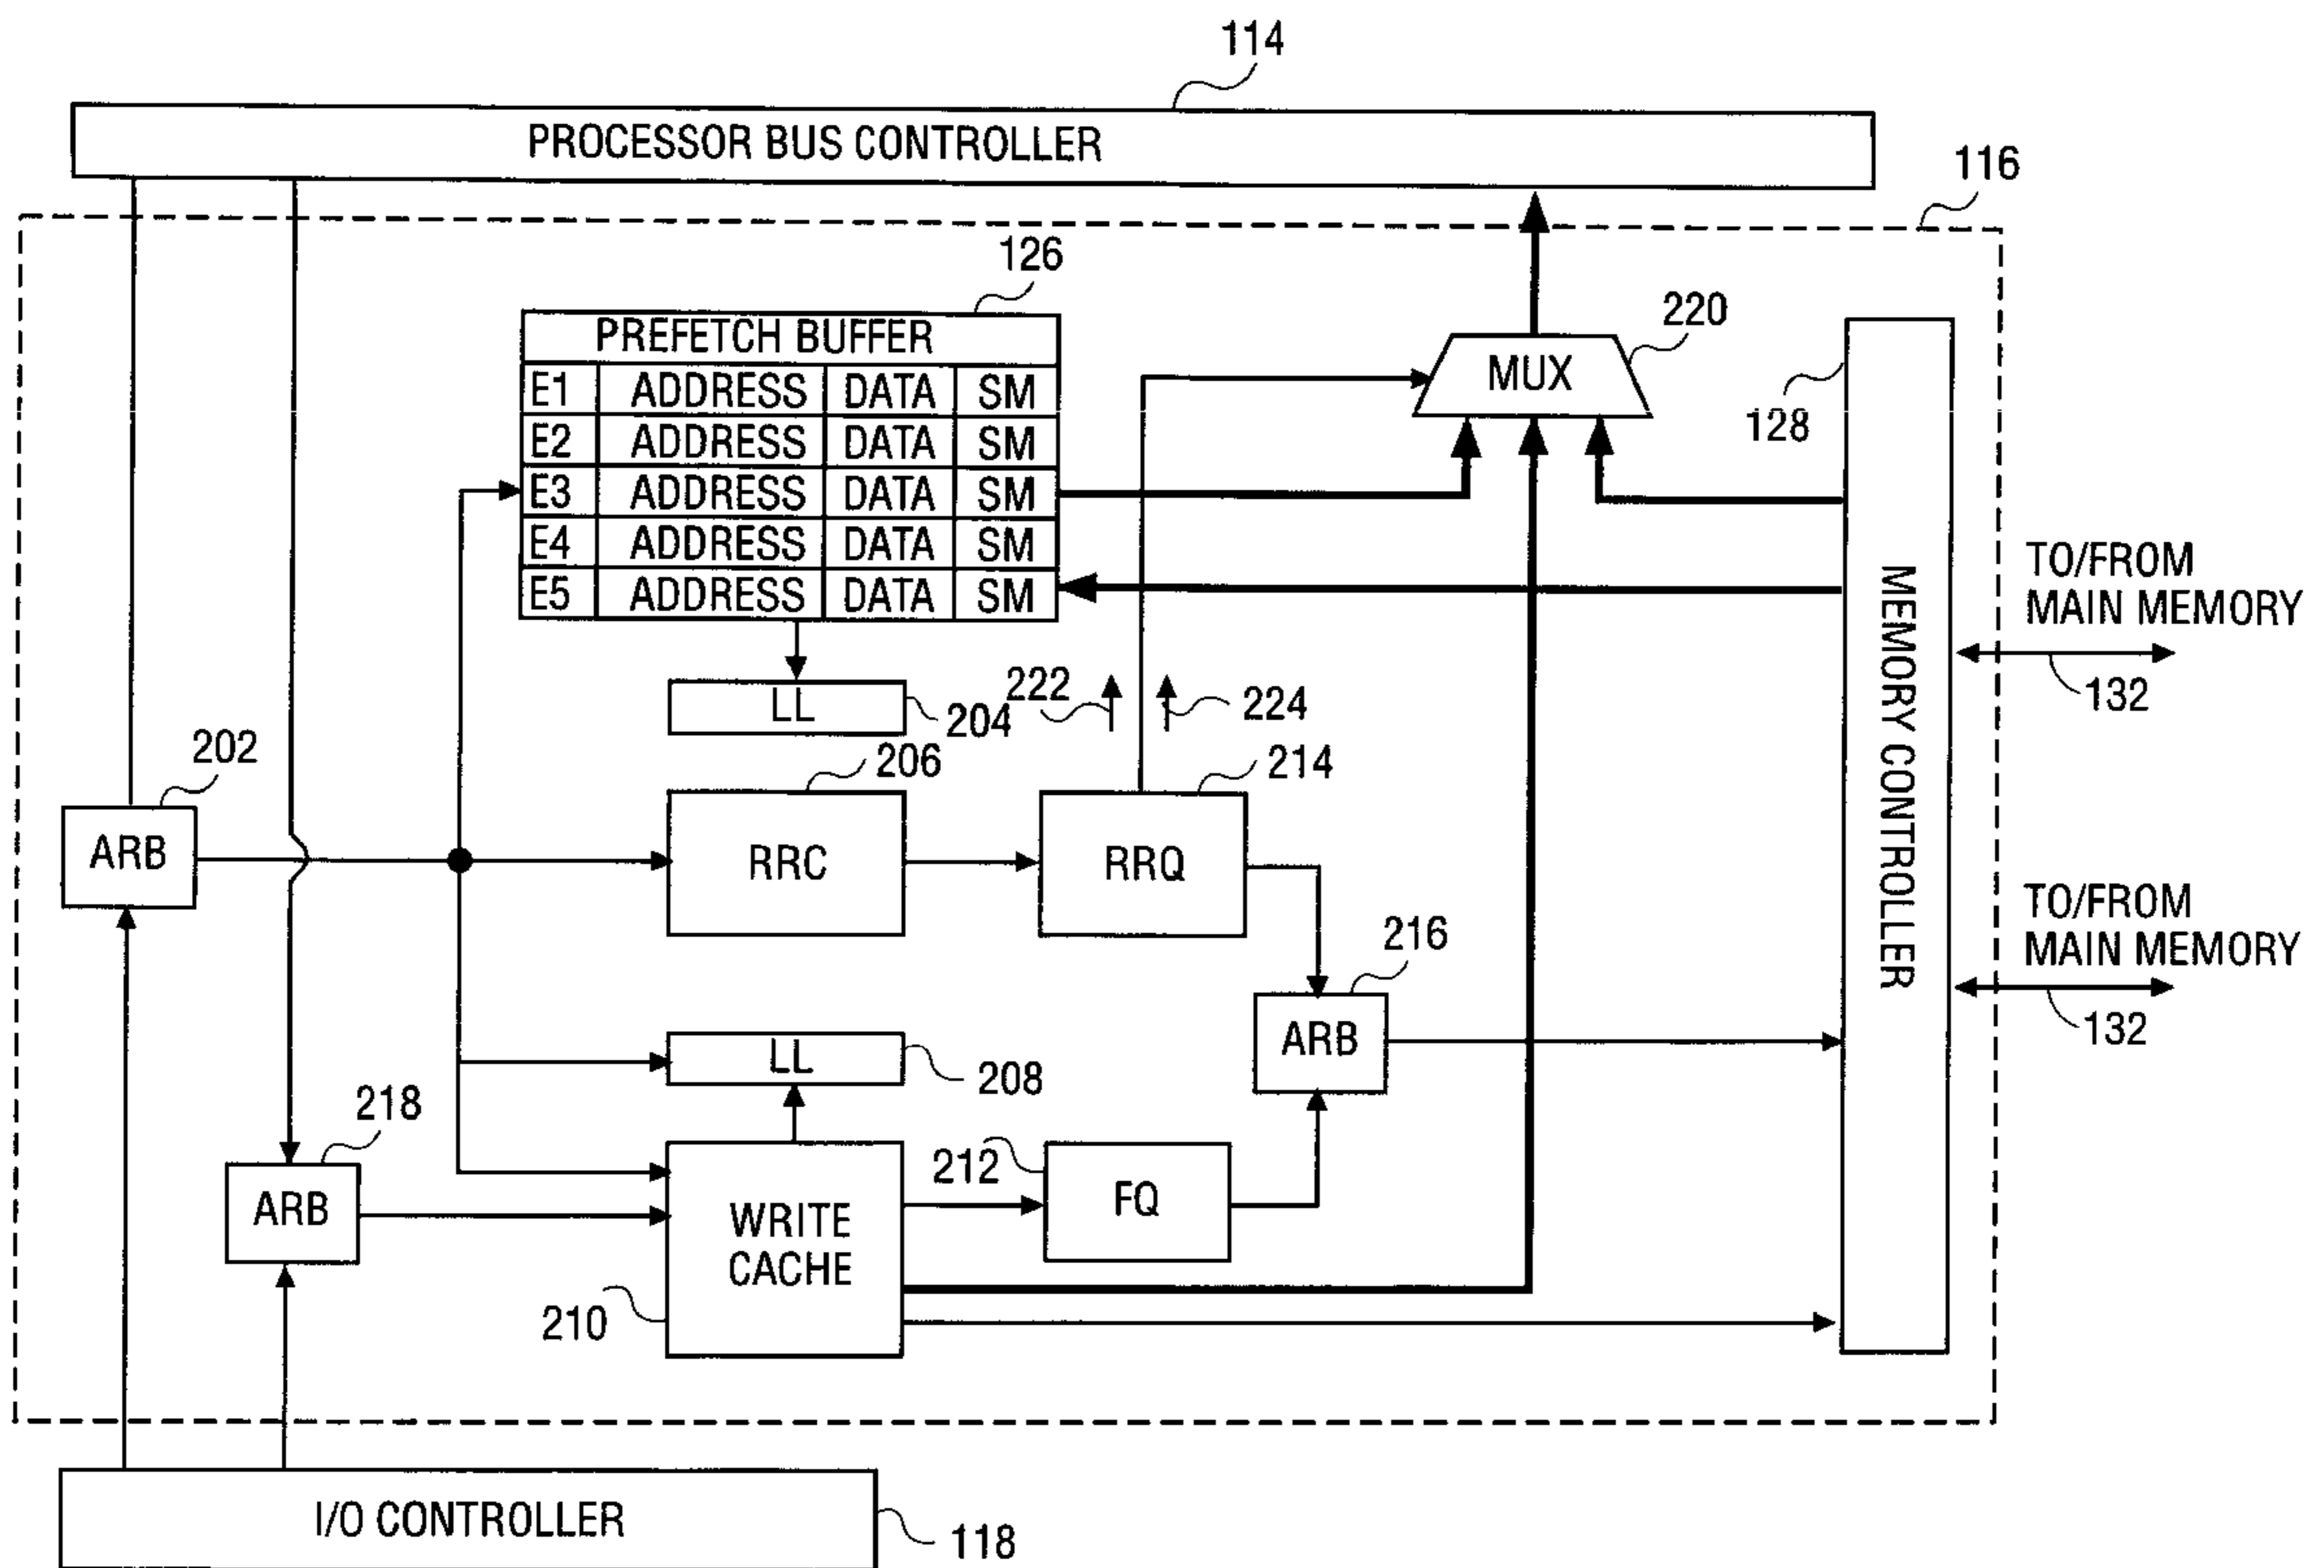 114
PROCESSOR BUS CONTROLLER
116
126
PREFETCH BUFFER
E1 ADDRESS DATA SM
E2 ADDRESS DATA SM
E3 ADDRESS DATA SM
E4 ADDRESS DATA SM
E5 ADDRESS DATA SM
220
MUX
128
MEMORY CONTROLLER
TO/FROM
MAIN MEMORY
132
LL
204
222
224
202
ARB
206
RRC
214
RRQ
TO/FROM
MAIN MEMORY
132
216
ARB
LL
208
218
ARB
WRITE
CACHE
210
212
FQ
I/O CONTROLLER
118